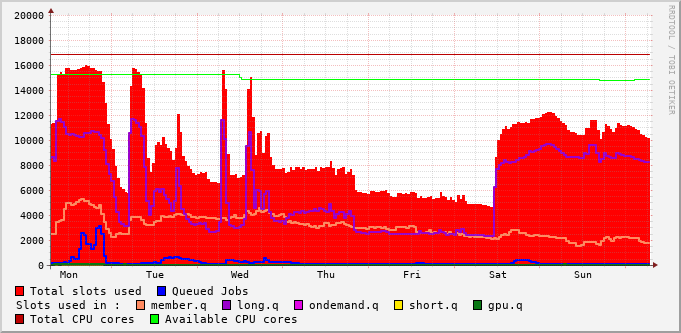 20000
18000
16000
14000
12000
10000
8000
6000
4000
2000
0
Mon Tue Wed Thu Fri Sat Sun
RRDTOOL / TOBI OETIKER
Total slots used Queued Jobs
Slots used in : member.q long.q ondemand.q short.q gpu.q
Total CPU cores Available CPU cores